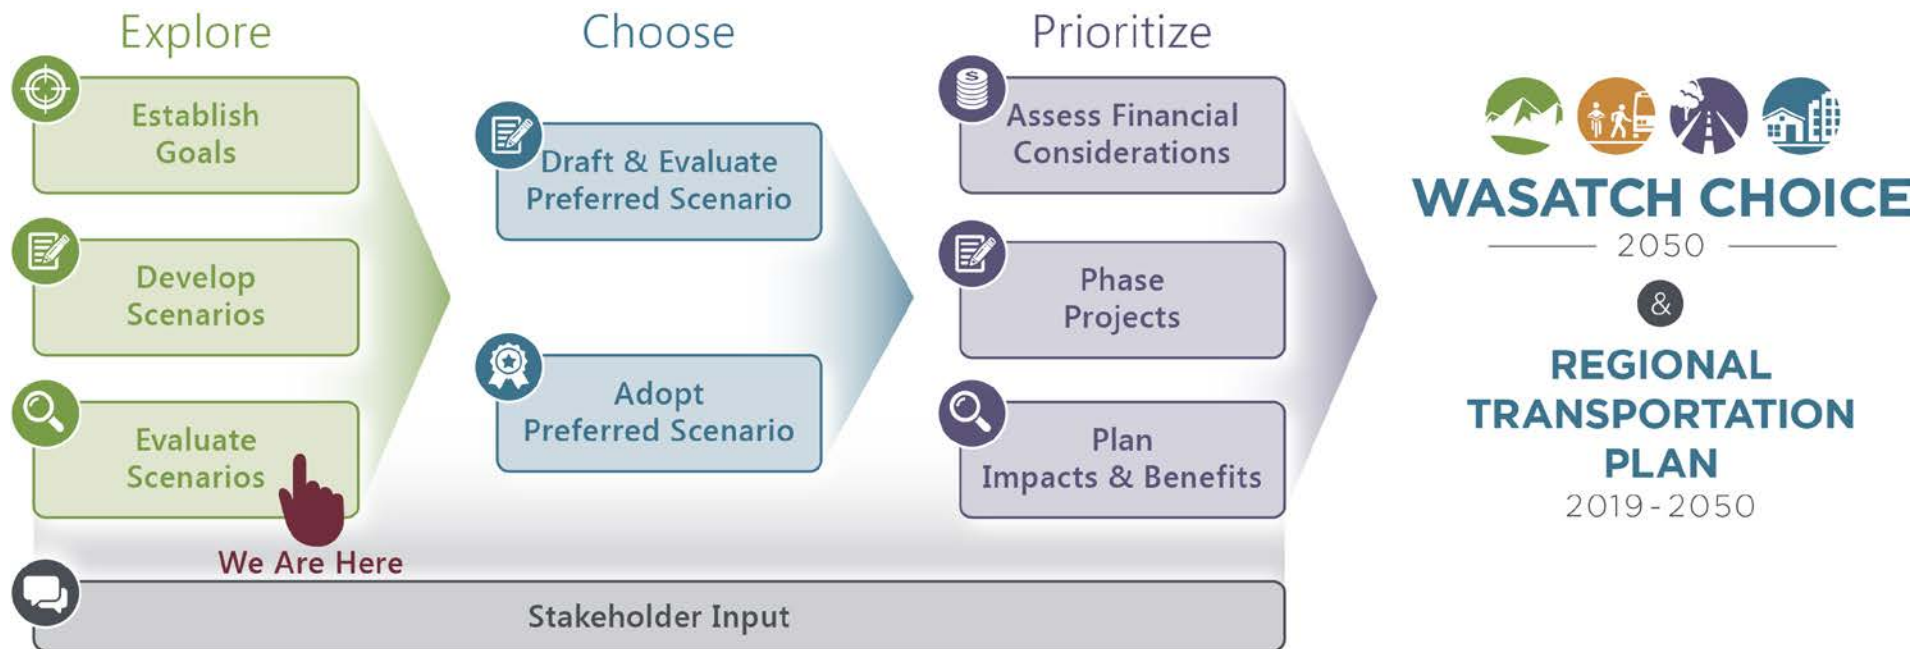 Explore
Establish
Goals
Develop
Scenarios
Evaluate
Scenarios
We Are Here
Choose
Draft & Evaluate
Preferred Scenario
Adopt
Preferred Scenario
Prioritize
$
Assess Financial
Considerations
Phase
Projects
Plan
Impacts & Benefits
Stakeholder Input
WASATCH CHOICE
2050
&
REGIONAL
TRANSPORTATION
PLAN
2019-2050